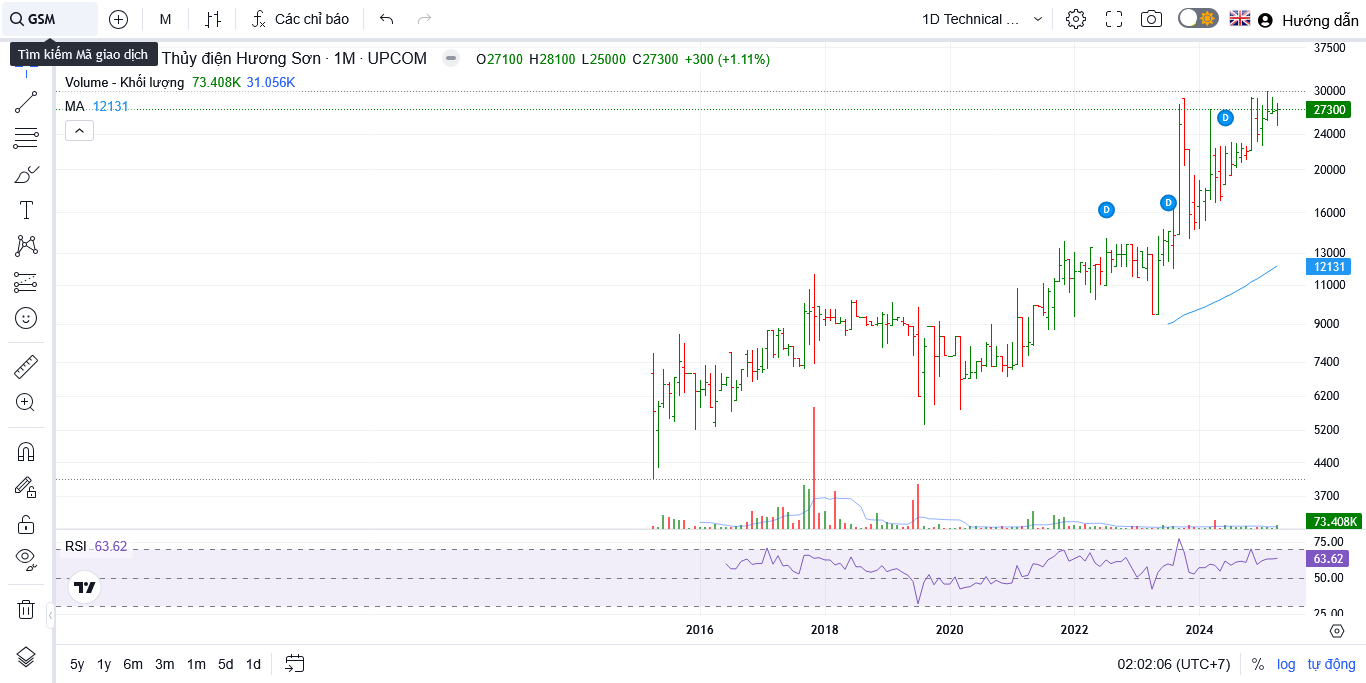 GSM
M
Các chỉ báo
1D Technical ...
Hướng dẫn
Tìm kiếm Mã giao dịch
Thủy điện Hương Sơn · 1M · UPCOM
O27100 H28100 L25000 C27300 +300 (+1.11%)
Volume - Khối lượng 73.408K 31.056K
MA 12131
37500
30000
27300
24000
20000
16000
13000
12131
11000
9000
7400
6200
5200
4400
3700
73.408K
D
D
D
RSI 63.62
75.00
63.62
50.00
25.00
2016 2018 2020 2022 2024
5y 1y 6m 3m 1m 5d 1d
02:02:06 (UTC+7) % log tự động